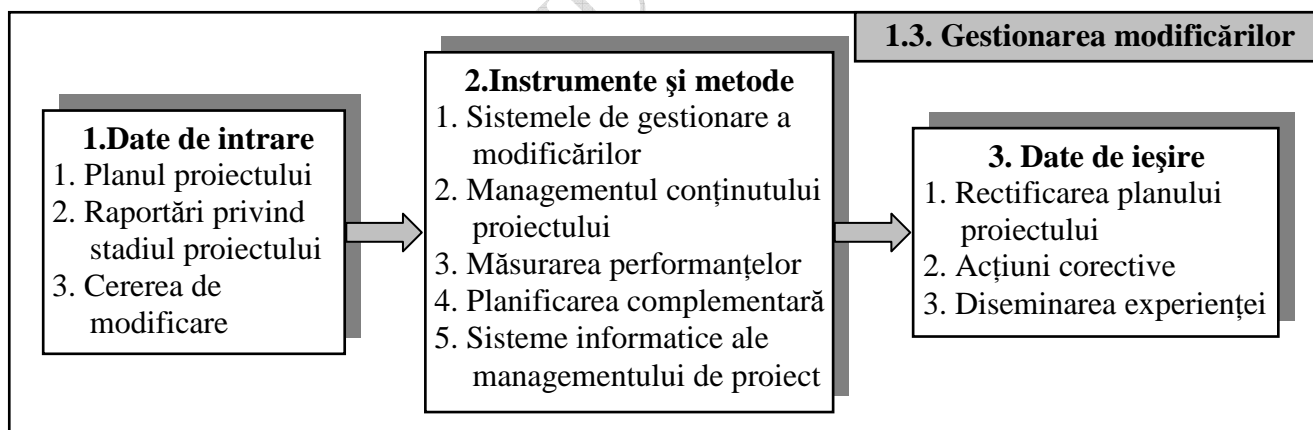 1.3. Gestionarea modificărilor
1.Date de intrare
1. Planul proiectului
2. Raportări privind
stadiul proiectului
3. Cererea de
modificare
2.Instrumente şi metode
1. Sistemele de gestionare a
modificărilor
2. Managementul conţinutului
proiectului
3. Măsurarea performanţelor
4. Planificarea complementară
5. Sisteme informatice ale
managementului de proiect
3. Date de ieşire
1. Rectificarea planului
proiectului
2. Acţiuni corective
3. Diseminarea experienţei